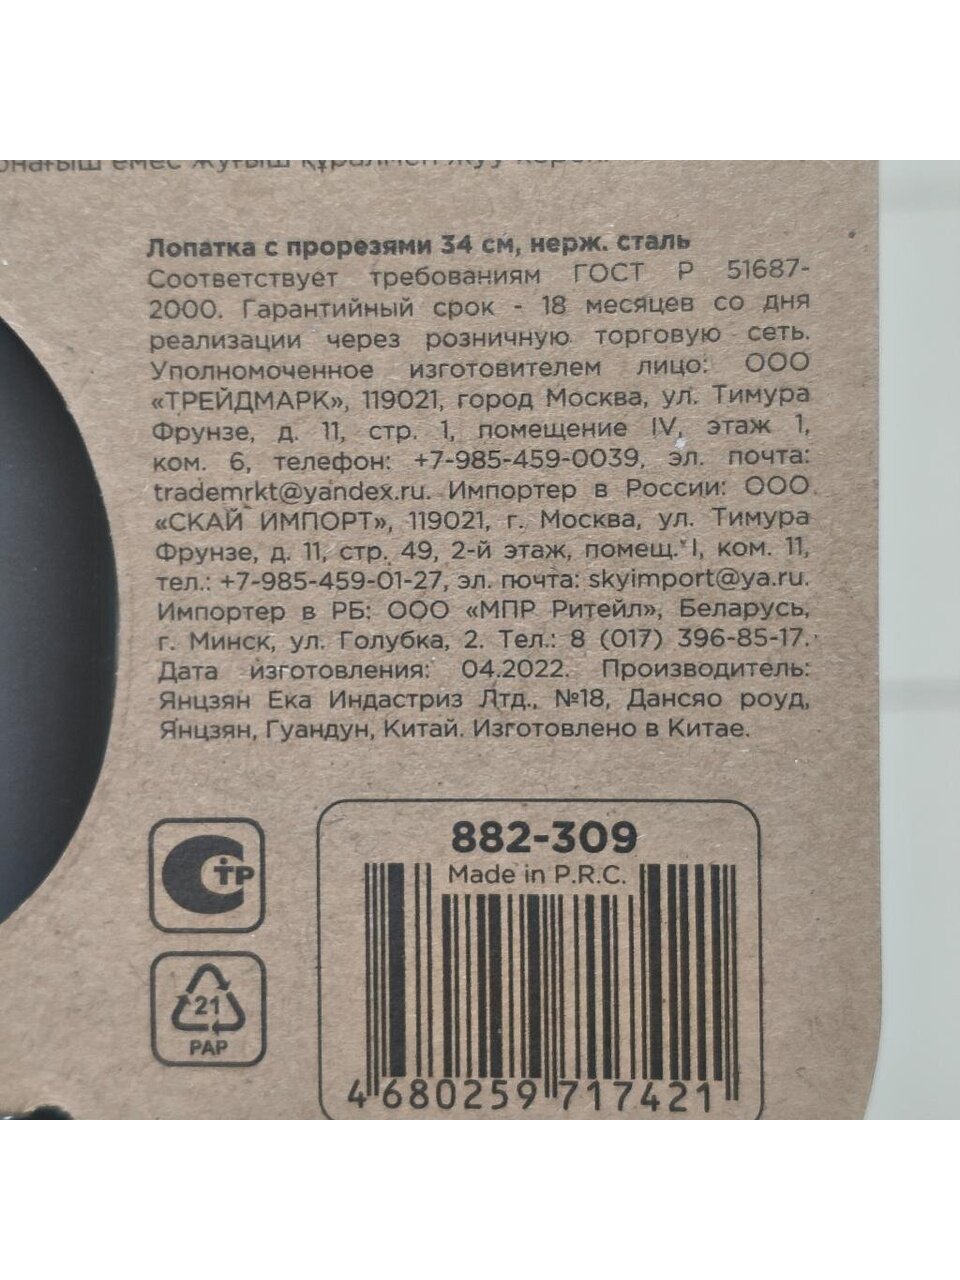 емес жуғыш құралмен жуу керек.
Лопатка с прорезями 34 см, нерж. сталь
Соответствует требованиям ГОСТ Р 51687-
2000. Гарантийный срок - 18 месяцев со дня
реализации через розничную торговую сеть.
Уполномоченное изготовителем лицо: ООО
«ТРЕЙДМАРК», 119021, город Москва, ул. Тимура
Фрунзе, д. 11, стр. 1, помещение IV, этаж 1,
ком. 6, телефон: +7-985-459-0039, эл. почта:
trademrkt@yandex.ru. Импортер в России: ООО
«СКАЙ ИМПОРТ», 119021, г. Москва, ул. Тимура
Фрунзе, д. 11, стр. 49, 2-й этаж, помещ. I, ком. 11,
тел.: +7-985-459-01-27, эл. почта: skyimport@ya.ru.
Импортер в РБ: ООО «МПР Ритейл», Беларусь,
г. Минск, ул. Голубка, 2. Тел.: 8 (017) 396-85-17.
Дата изготовления: 04.2022. Производитель:
Янцзян Ека Индастриз Лтд., №18, Дансяо роуд,
Янцзян, Гуандун, Китай. Изготовлено в Китае.
882-309
Made in P.R.C.
стр
21
PAP
4 680259 717421